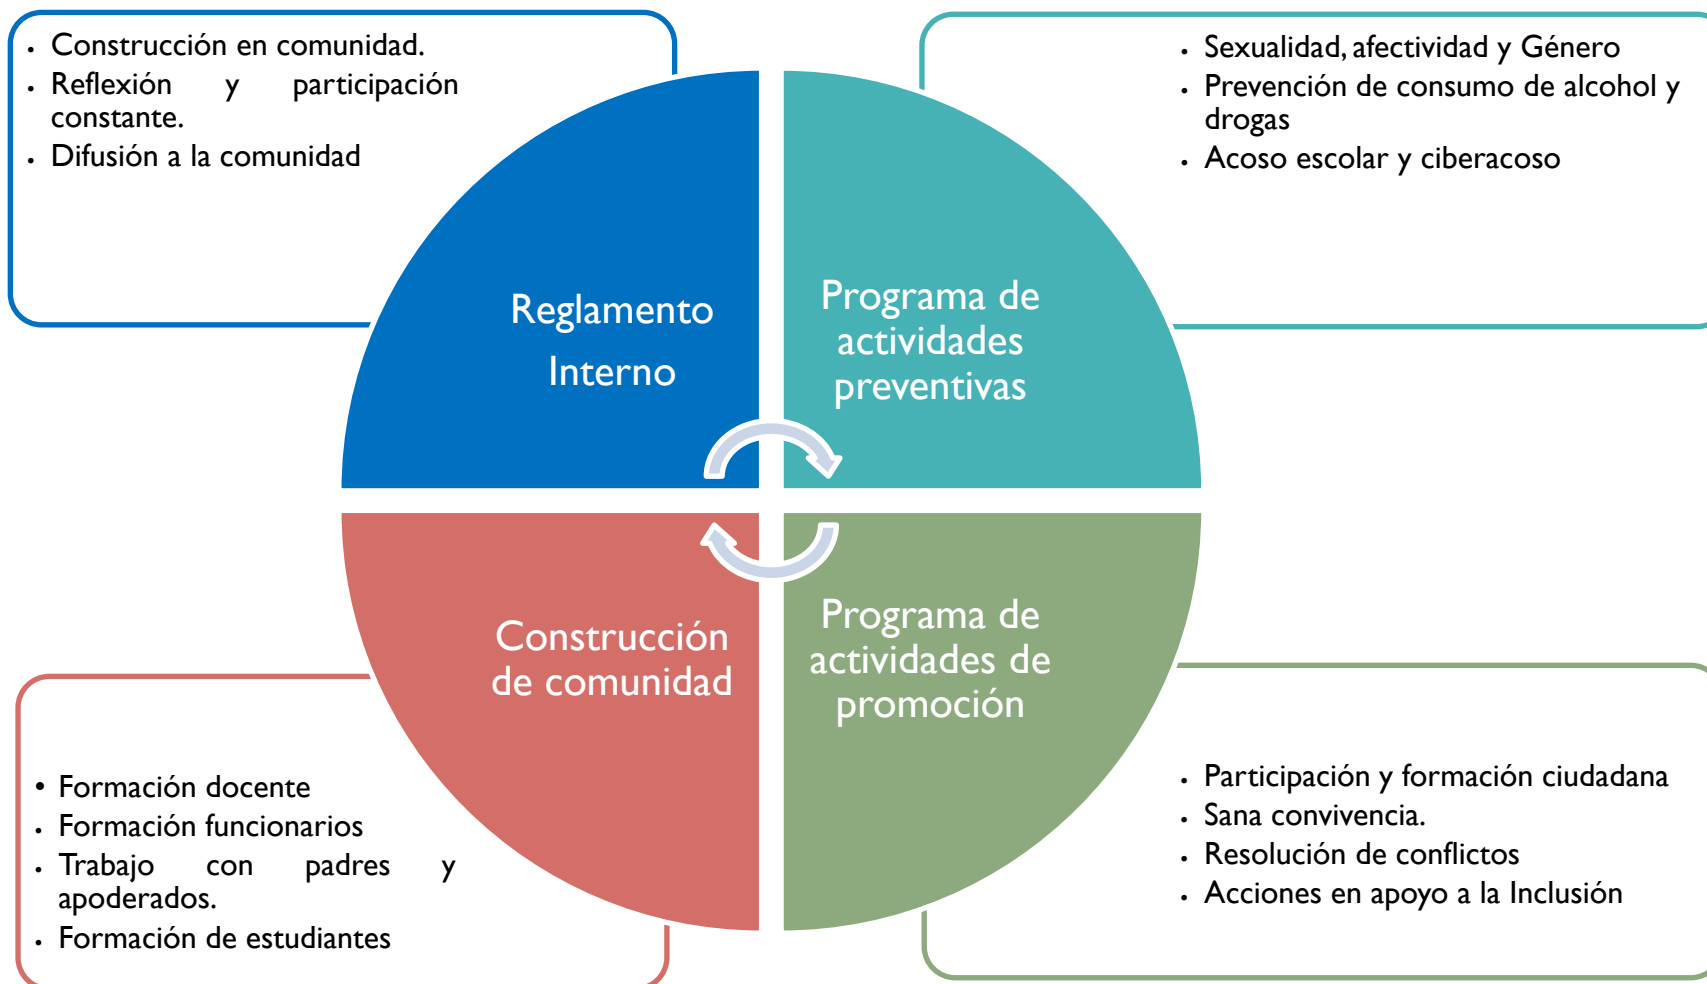 • Construcción en comunidad.
• Reflexión y participación
constante.
• Difusión a la comunidad
• Sexualidad, afectividad y Género
• Prevención de consumo de alcohol y
drogas
• Acoso escolar y ciberacoso
Reglamento
Interno
Programa de
actividades
preventivas
Construcción
de comunidad
Programa de
actividades de
promoción
• Formación docente
• Formación funcionarios
• Trabajo con padres y
apoderados.
• Formación de estudiantes
• Participación y formación ciudadana
• Sana convivencia.
• Resolución de conflictos
• Acciones en apoyo a la Inclusión